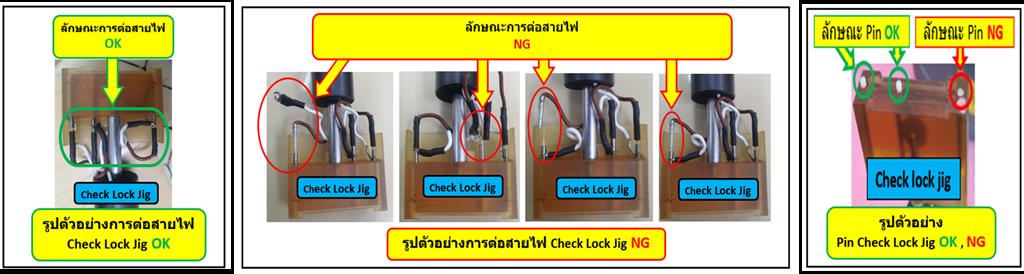 ลักษณะการต่อสายไฟ
OK
Check Lock Jig
รูปตัวอย่างการต่อสายไฟ
Check Lock Jig OK
ลักษณะการต่อสายไฟ
NG
Check Lock Jig
Check Lock Jig
Check Lock Jig
Check Lock Jig
รูปตัวอย่างการต่อสายไฟ Check Lock Jig NG
ลักษณะ Pin OK
ลักษณะ Pin NG
Check lock jig
รูปตัวอย่าง
Pin Check Lock Jig OK , NG